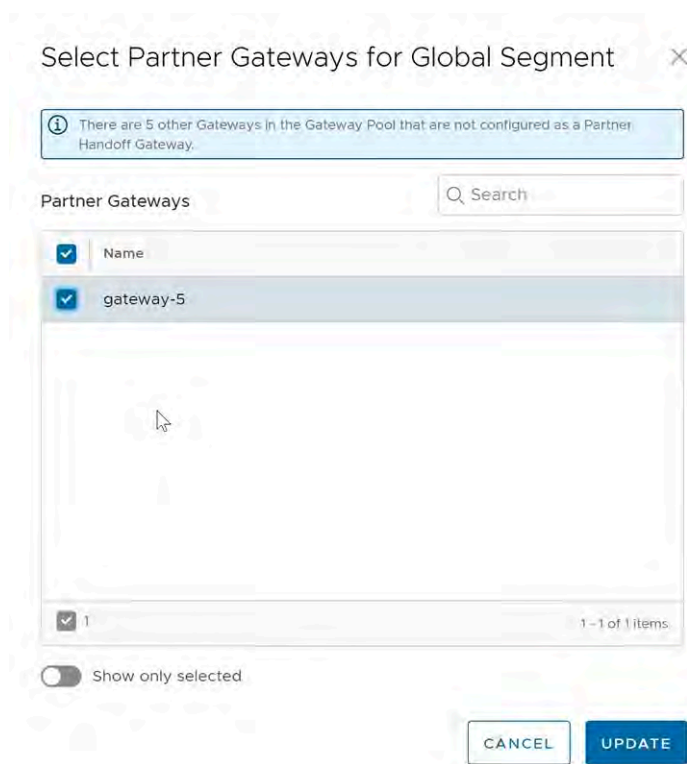 Select Partner Gateways for Global Segment
There are 5 other Gateways in the Gateway Pool that are not configured as a Partner
Handoff Gateway.
Partner Gateways
Search
Name
gateway-5
1
1 - 1 of 1 items
Show only selected
CANCEL
UPDATE